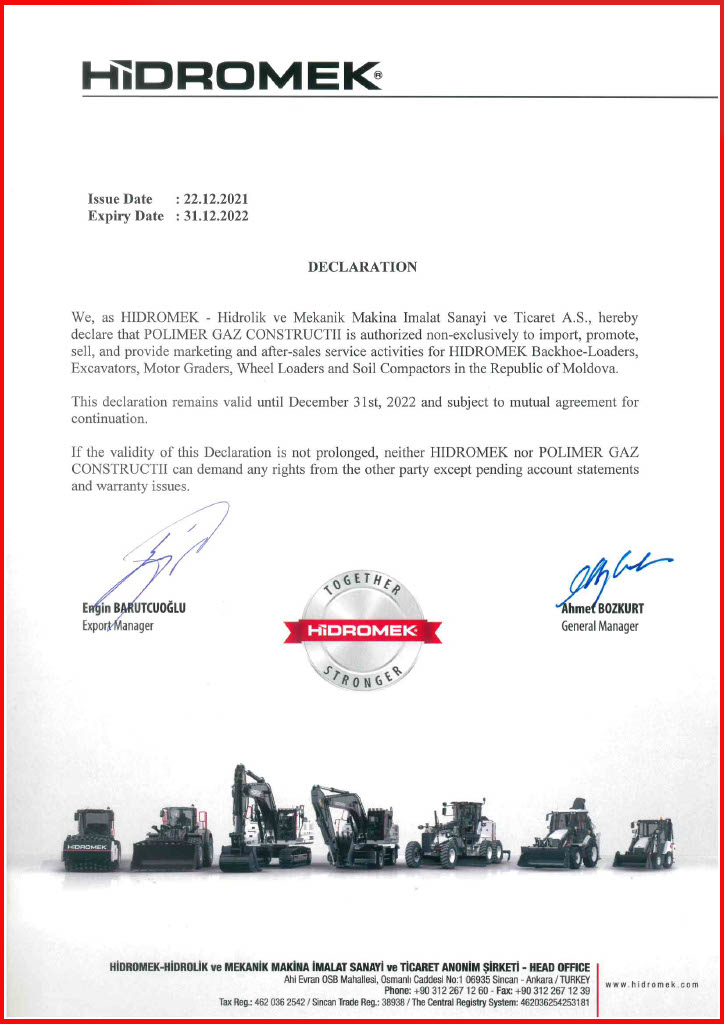 HiDROMEK®
Issue Date : 22.12.2021
Expiry Date : 31.12.2022
DECLARATION
We, as HIDROMEK - Hidrolik ve Mekanik Makina Imalat Sanayi ve Ticaret A.S., hereby
declare that POLIMER GAZ CONSTRUCTII is authorized non-exclusively to import, promote,
sell, and provide marketing and after-sales service activities for HIDROMEK Backhoe-Loaders,
Excavators, Motor Graders, Wheel Loaders and Soil Compactors in the Republic of Moldova.
This declaration remains valid until December 31st, 2022 and subject to mutual agreement for
continuation.
If the validity of this Declaration is not prolonged, neither HIDROMEK nor POLIMER GAZ
CONSTRUCTII can demand any rights from the other party except pending account statements
and warranty issues.
Engin BARUTCUOĞLU
Export Manager
TOGETHER
HiDROMEK
STRONGER
Ahmet BOZKURT
General Manager
HİDROMEK
HİDROMEK-HİDROLİK ve MEKANİK MAKİNA İMALAT SANAYİ ve TİCARET ANONİM ŞİRKETİ - HEAD OFFICE
Ahi Evran OSB Mahallesi, Osmanlı Caddesi No:1 06935 Sincan - Ankara / TURKEY
Phone: +90 312 267 12 60 - Fax: +90 312 267 12 39
Tax Reg.: 462 036 2542 / Sincan Trade Reg.: 38938 / The Central Registry System: 462036254253181
www.hidromek.com